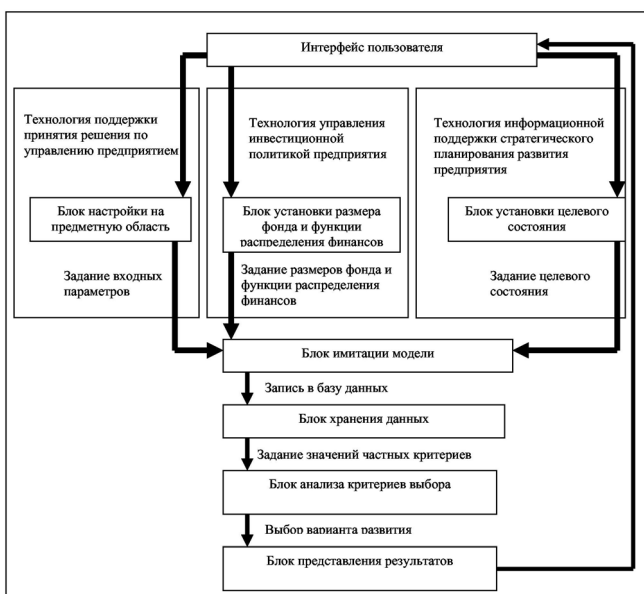 Интерфейс пользователя
Технология поддержки
принятия решения по
управлению предприятием
Блок настройки на
предметную область
Задание входных
параметров
Технология управления
инвестиционной
политикой предприятия
Блок установки размера
фонда и функции
распределения финансов
Задание размеров фонда и
функции распределения
финансов
Технология информационной
поддержки стратегического
планирования развития
предприятия
Блок установки целевого
состояния
Задание целевого
состояния
Блок имитации модели
Запись в базу данных
Блок хранения данных
Задание значений частных критериев
Блок анализа критериев выбора
Выбор варианта развития
Блок представления результатов